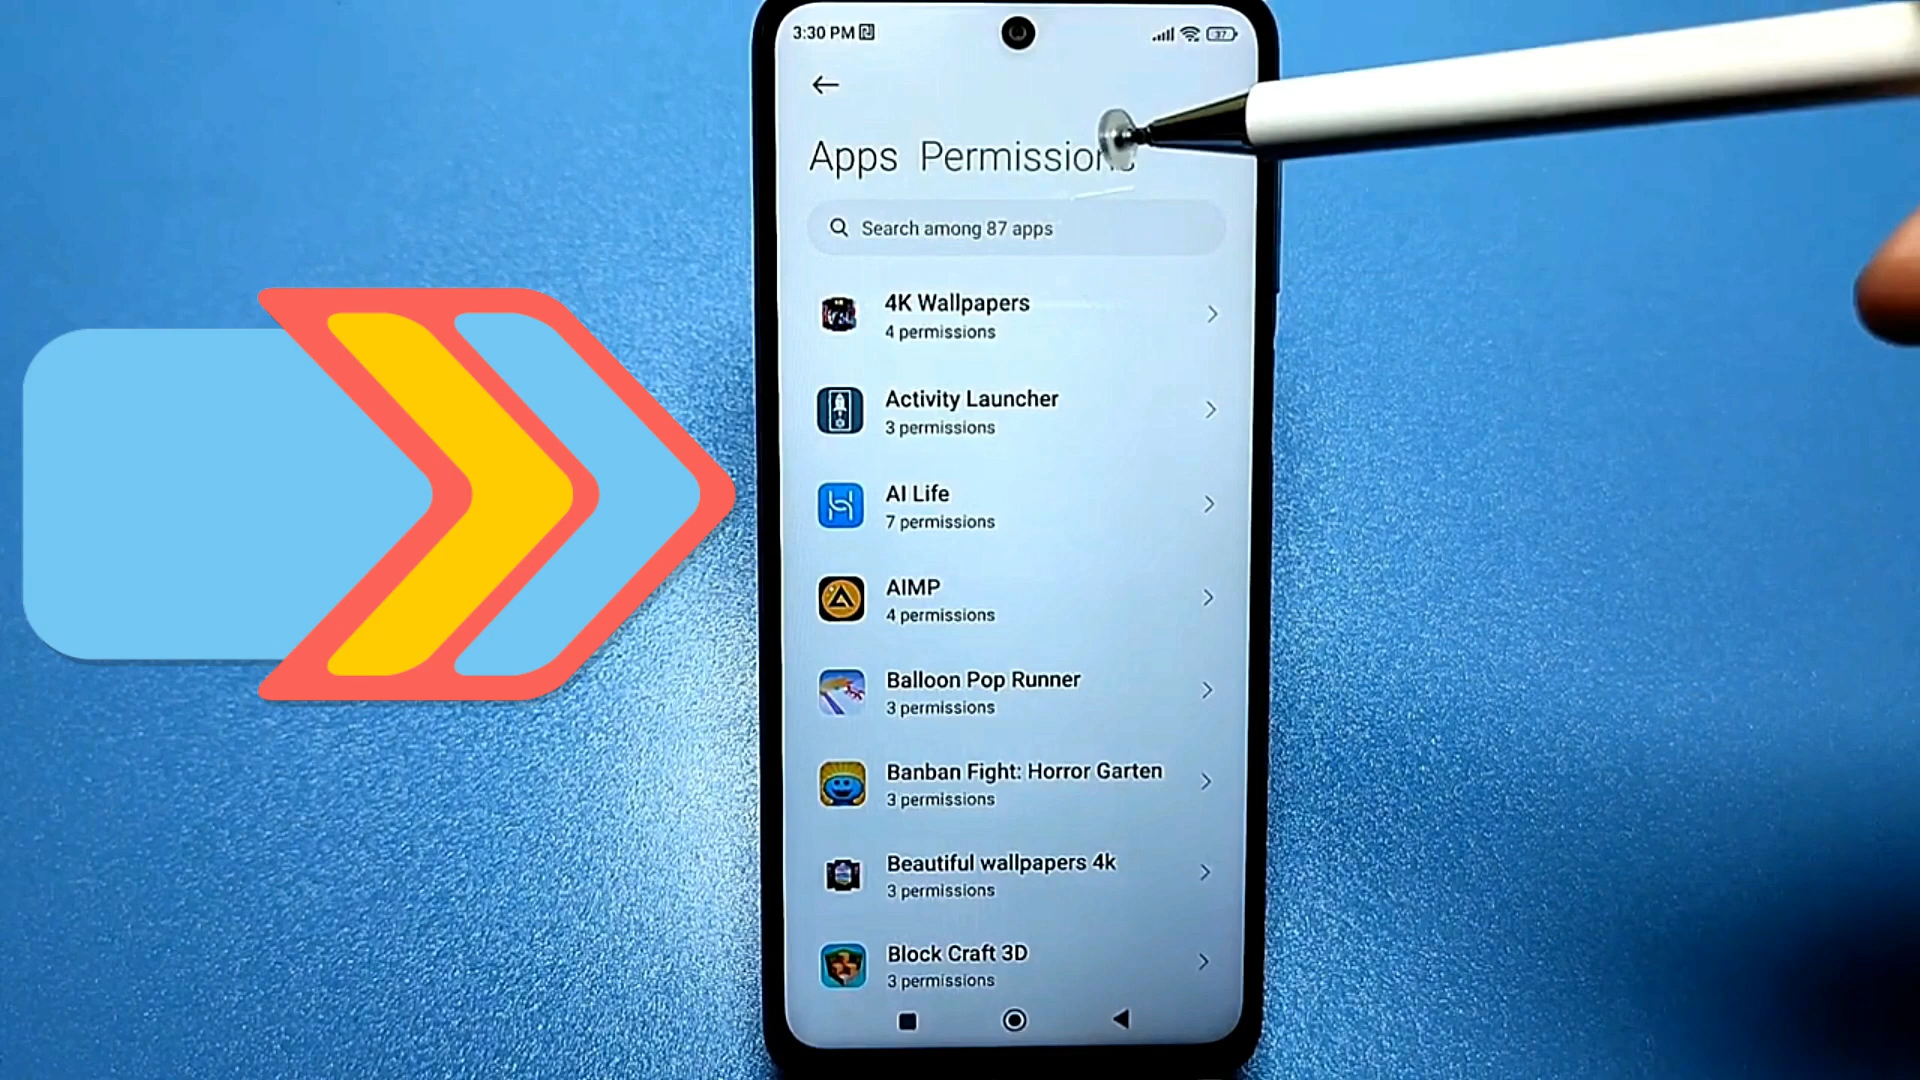 3:30 PM
37
Apps Permissions
Search among 87 apps
4K Wallpapers
4 permissions
Activity Launcher
3 permissions
AI Life
7 permissions
AIMP
4 permissions
Balloon Pop Runner
3 permissions
Banban Fight: Horror Garten
3 permissions
Beautiful wallpapers 4k
3 permissions
Block Craft 3D
3 permissions